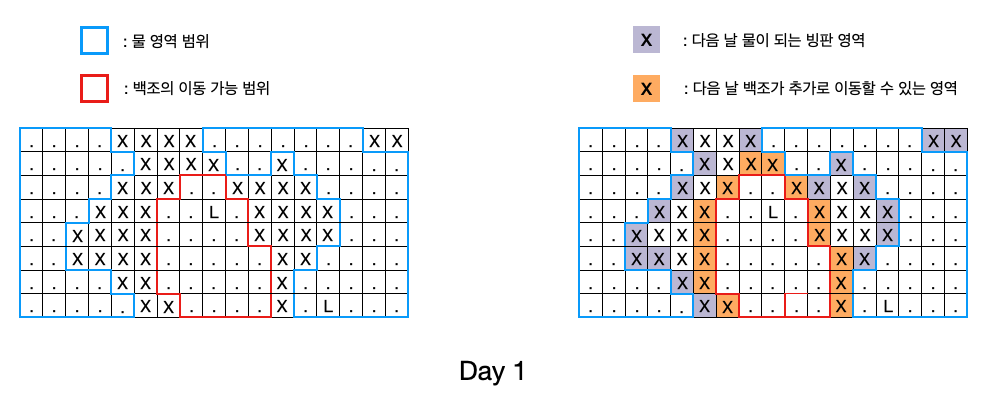 : 물 영역 범위
: 백조의 이동 가능 범위
X : 다음 날 물이 되는 빙판 영역
X : 다음 날 백조가 추가로 이동할 수 있는 영역
. . . . X X X X . . . . . . . X X
. . . . . X X X X . . X . . . . .
. . . . X X X . . X X X X . . . .
. . . X X X . . L . X X X X . . .
. . X X X X . . . . X X X X . . .
. . X X X X . . . . . X X . . . .
. . . . X X . . . . . X . . . . .
. . . . . X X . . . . X . L . . .
. . . . X X X X . . . . . . . X X
. . . . . X X X X . . X . . . . .
. . . . X X X . . X X X X . . . .
. . . X X X . . L . X X X X . . .
. . X X X X . . . . X X X X . . .
. . X X X X . . . . . X X . . . .
. . . . X X . . . . . X . . . . .
. . . . . X X . . . . X . L . . .
Day 1